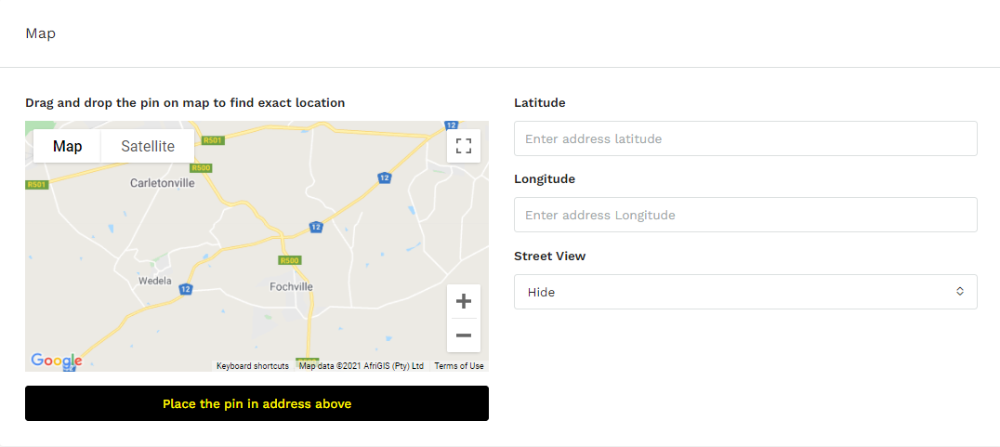 Map
Drag and drop the pin on map to find exact location
Map Satellite
12
R501
R500
12
R501
Carletonville
12
R500
Wedela
12
Fochville
Google
Keyboard shortcuts Map data ©2021 AfriGIS (Pty) Ltd Terms of Use
Place the pin in address above
Latitude
Enter address latitude
Longitude
Enter address Longitude
Street View
Hide